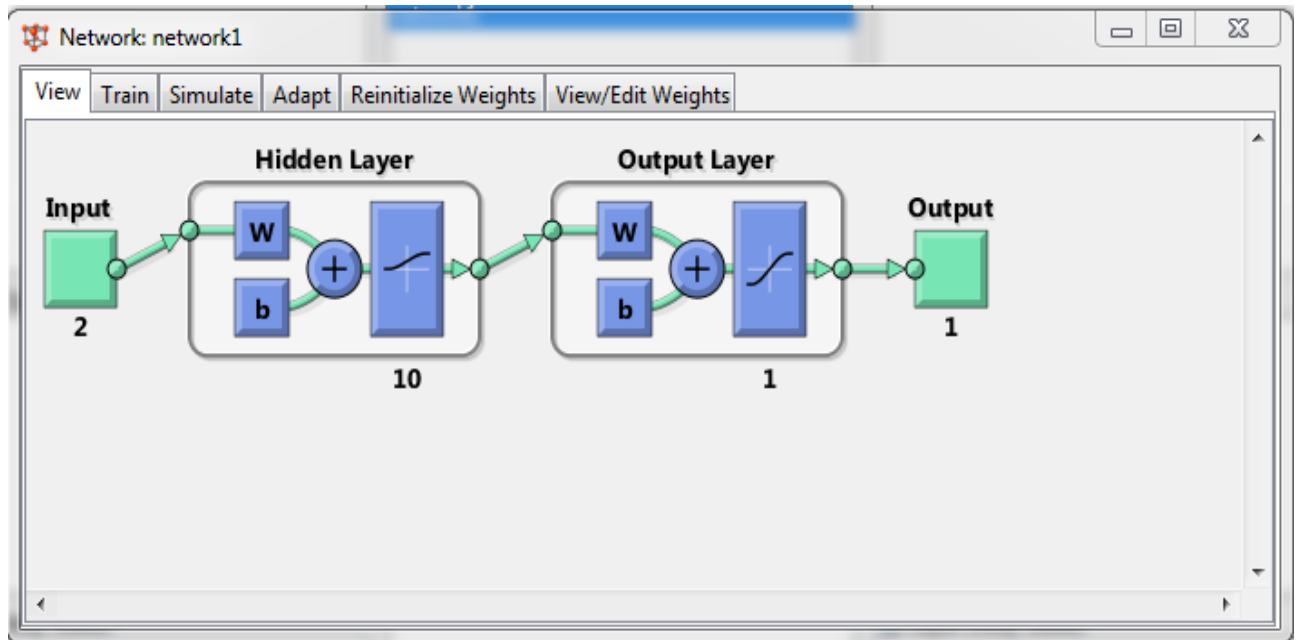 Network: network1
View Train Simulate Adapt Reinitialize Weights View/Edit Weights
Hidden Layer Output Layer
Input Output
W W
+ +
b b
2 1
10 1